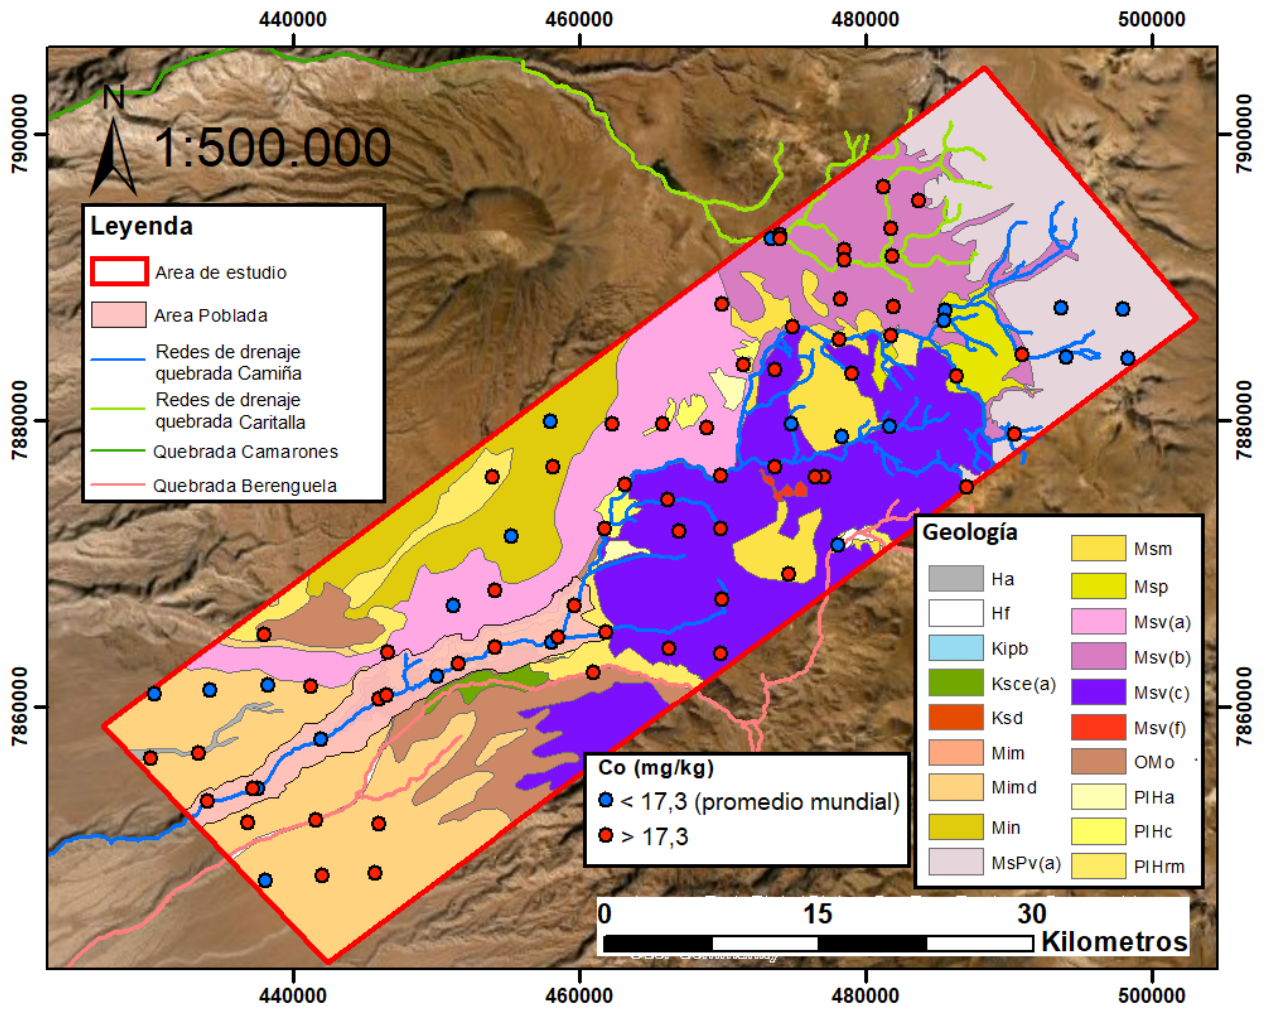 440000
460000
480000
500000
7900000
7880000
7860000
7900000
7880000
7860000
N
1:500.000
Leyenda
Area de estudio
Area Poblada
Redes de drenaje
quebrada Camiña
Redes de drenaje
quebrada Caritalla
Quebrada Camarones
Quebrada Berenguela
Geología
Ha
Hf
Kipb
Ksce(a)
Ksd
Mim
Mimd
Min
MsPv(a)
Msm
Msp
Msv(a)
Msv(b)
Msv(c)
Msv(f)
OMo
PlHa
PlHc
PlHrm
Co (mg/kg)
< 17,3 (promedio mundial)
> 17,3
0
15
30
Kilometros
440000
460000
480000
500000